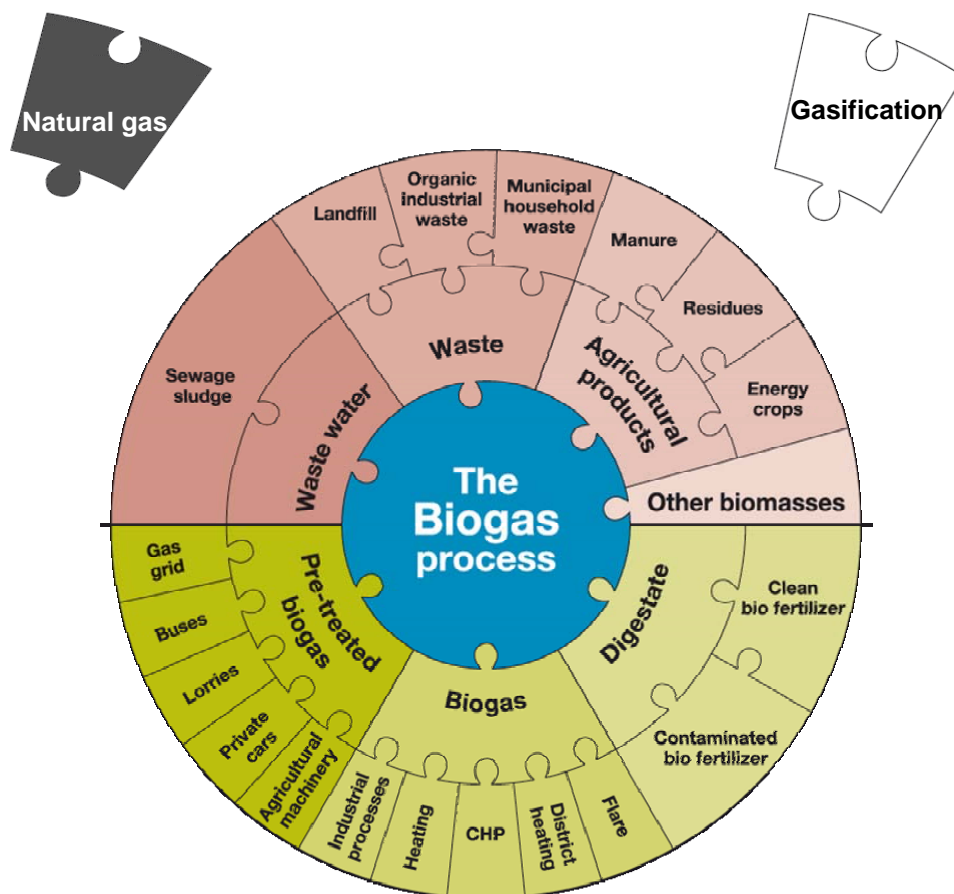 Natural gas
Gasification
Landfill
Organic
industrial
waste
Municipal
household
waste
Manure
Residues
Energy
crops
Sewage
sludge
Waste water
Waste
Agricultural
products
Other biomasses
The
Biogas
process
Gas
grid
Buses
Lorries
Private
cars
Agricultural
machinery
Pre-treated
biogas
Biogas
Digestate
Industrial
processes
Heating
CHP
District
heating
Flare
Clean
bio fertilizer
Contaminated
bio fertilizer